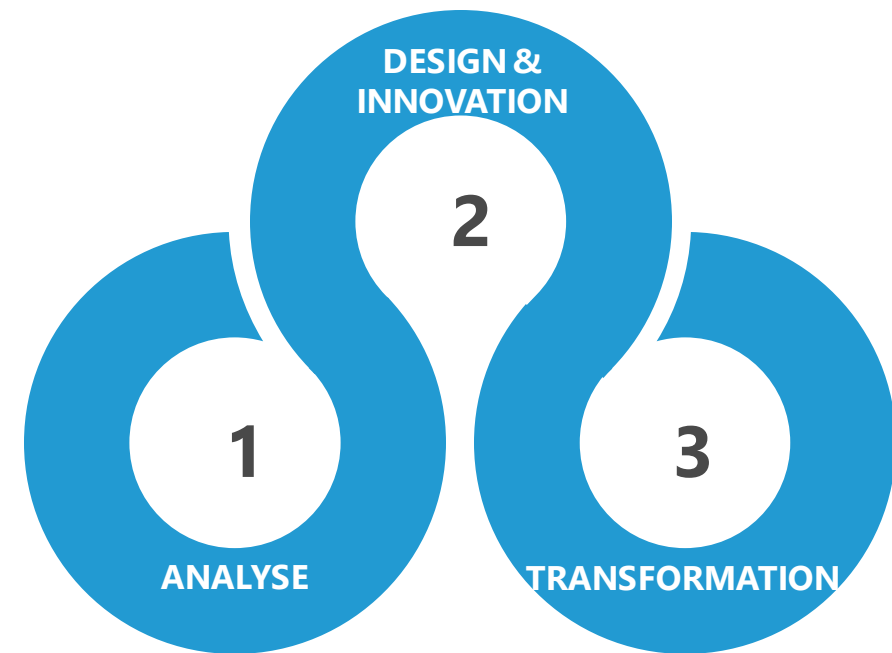 1
ANALYSE
DESIGN &
INNOVATION
2
3
TRANSFORMATION